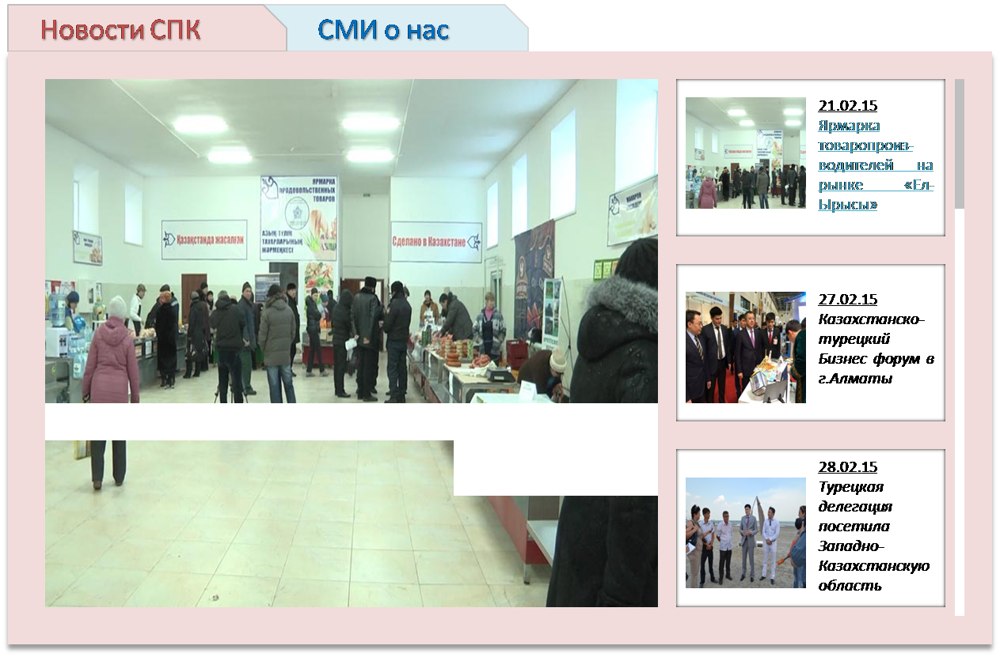 Новости СПК
СМИ о нас
ЯРМАРКА
ПРОДОВОЛЬСТВЕННЫХ
ТОВАРОВ
Қазақстанда жасалған
АЗЫҚ-ТҮЛІК
ТАУАРЛАРЫНЫҢ
ЖӘРМЕҢКЕСІ
Сделано в Казахстане
21.02.15
Ярмарка
товаропроиз-
водителей на
рынке «Ел-
Ырысы»
27.02.15
Казахстанско-
турецкий
Бизнес форум в
г.Алматы
28.02.15
Турецкая
делегация
посетила
Западно-
Казахстанскую
область